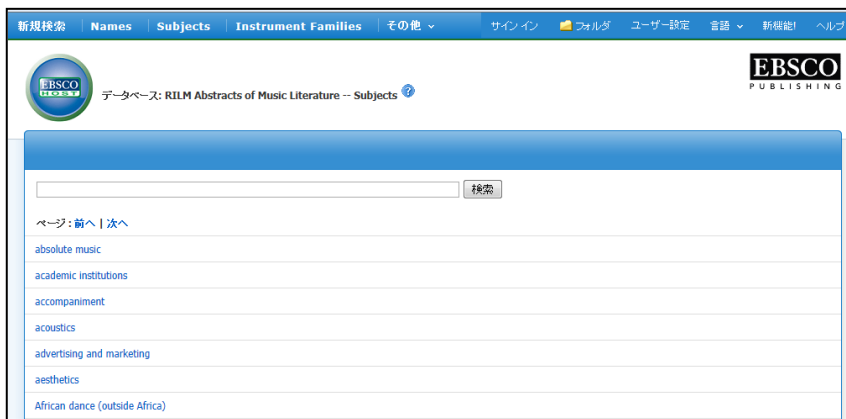 新規検索 Names Subjects Instrument Families その他 サインイン フォルダ ユーザー設定 言語 新機能! ヘルプ
EBSCO HOST
データベース: RILM Abstracts of Music Literature -- Subjects ?
EBSCO
PUBLISHING
検索
ページ : 前へ | 次へ
absolute music
academic institutions
accompaniment
acoustics
advertising and marketing
aesthetics
African dance (outside Africa)